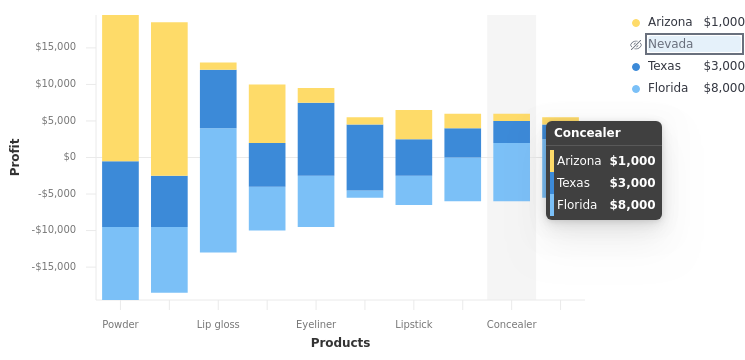 Arizona $1,000
Nevada
Texas $3,000
Florida $8,000
$15,000
$10,000
$5,000
$0
-$5,000
-$10,000
-$15,000
Profit
Concealer
Arizona $1,000
Texas $3,000
Florida $8,000
Powder Lip gloss Eyeliner Lipstick Concealer
Products